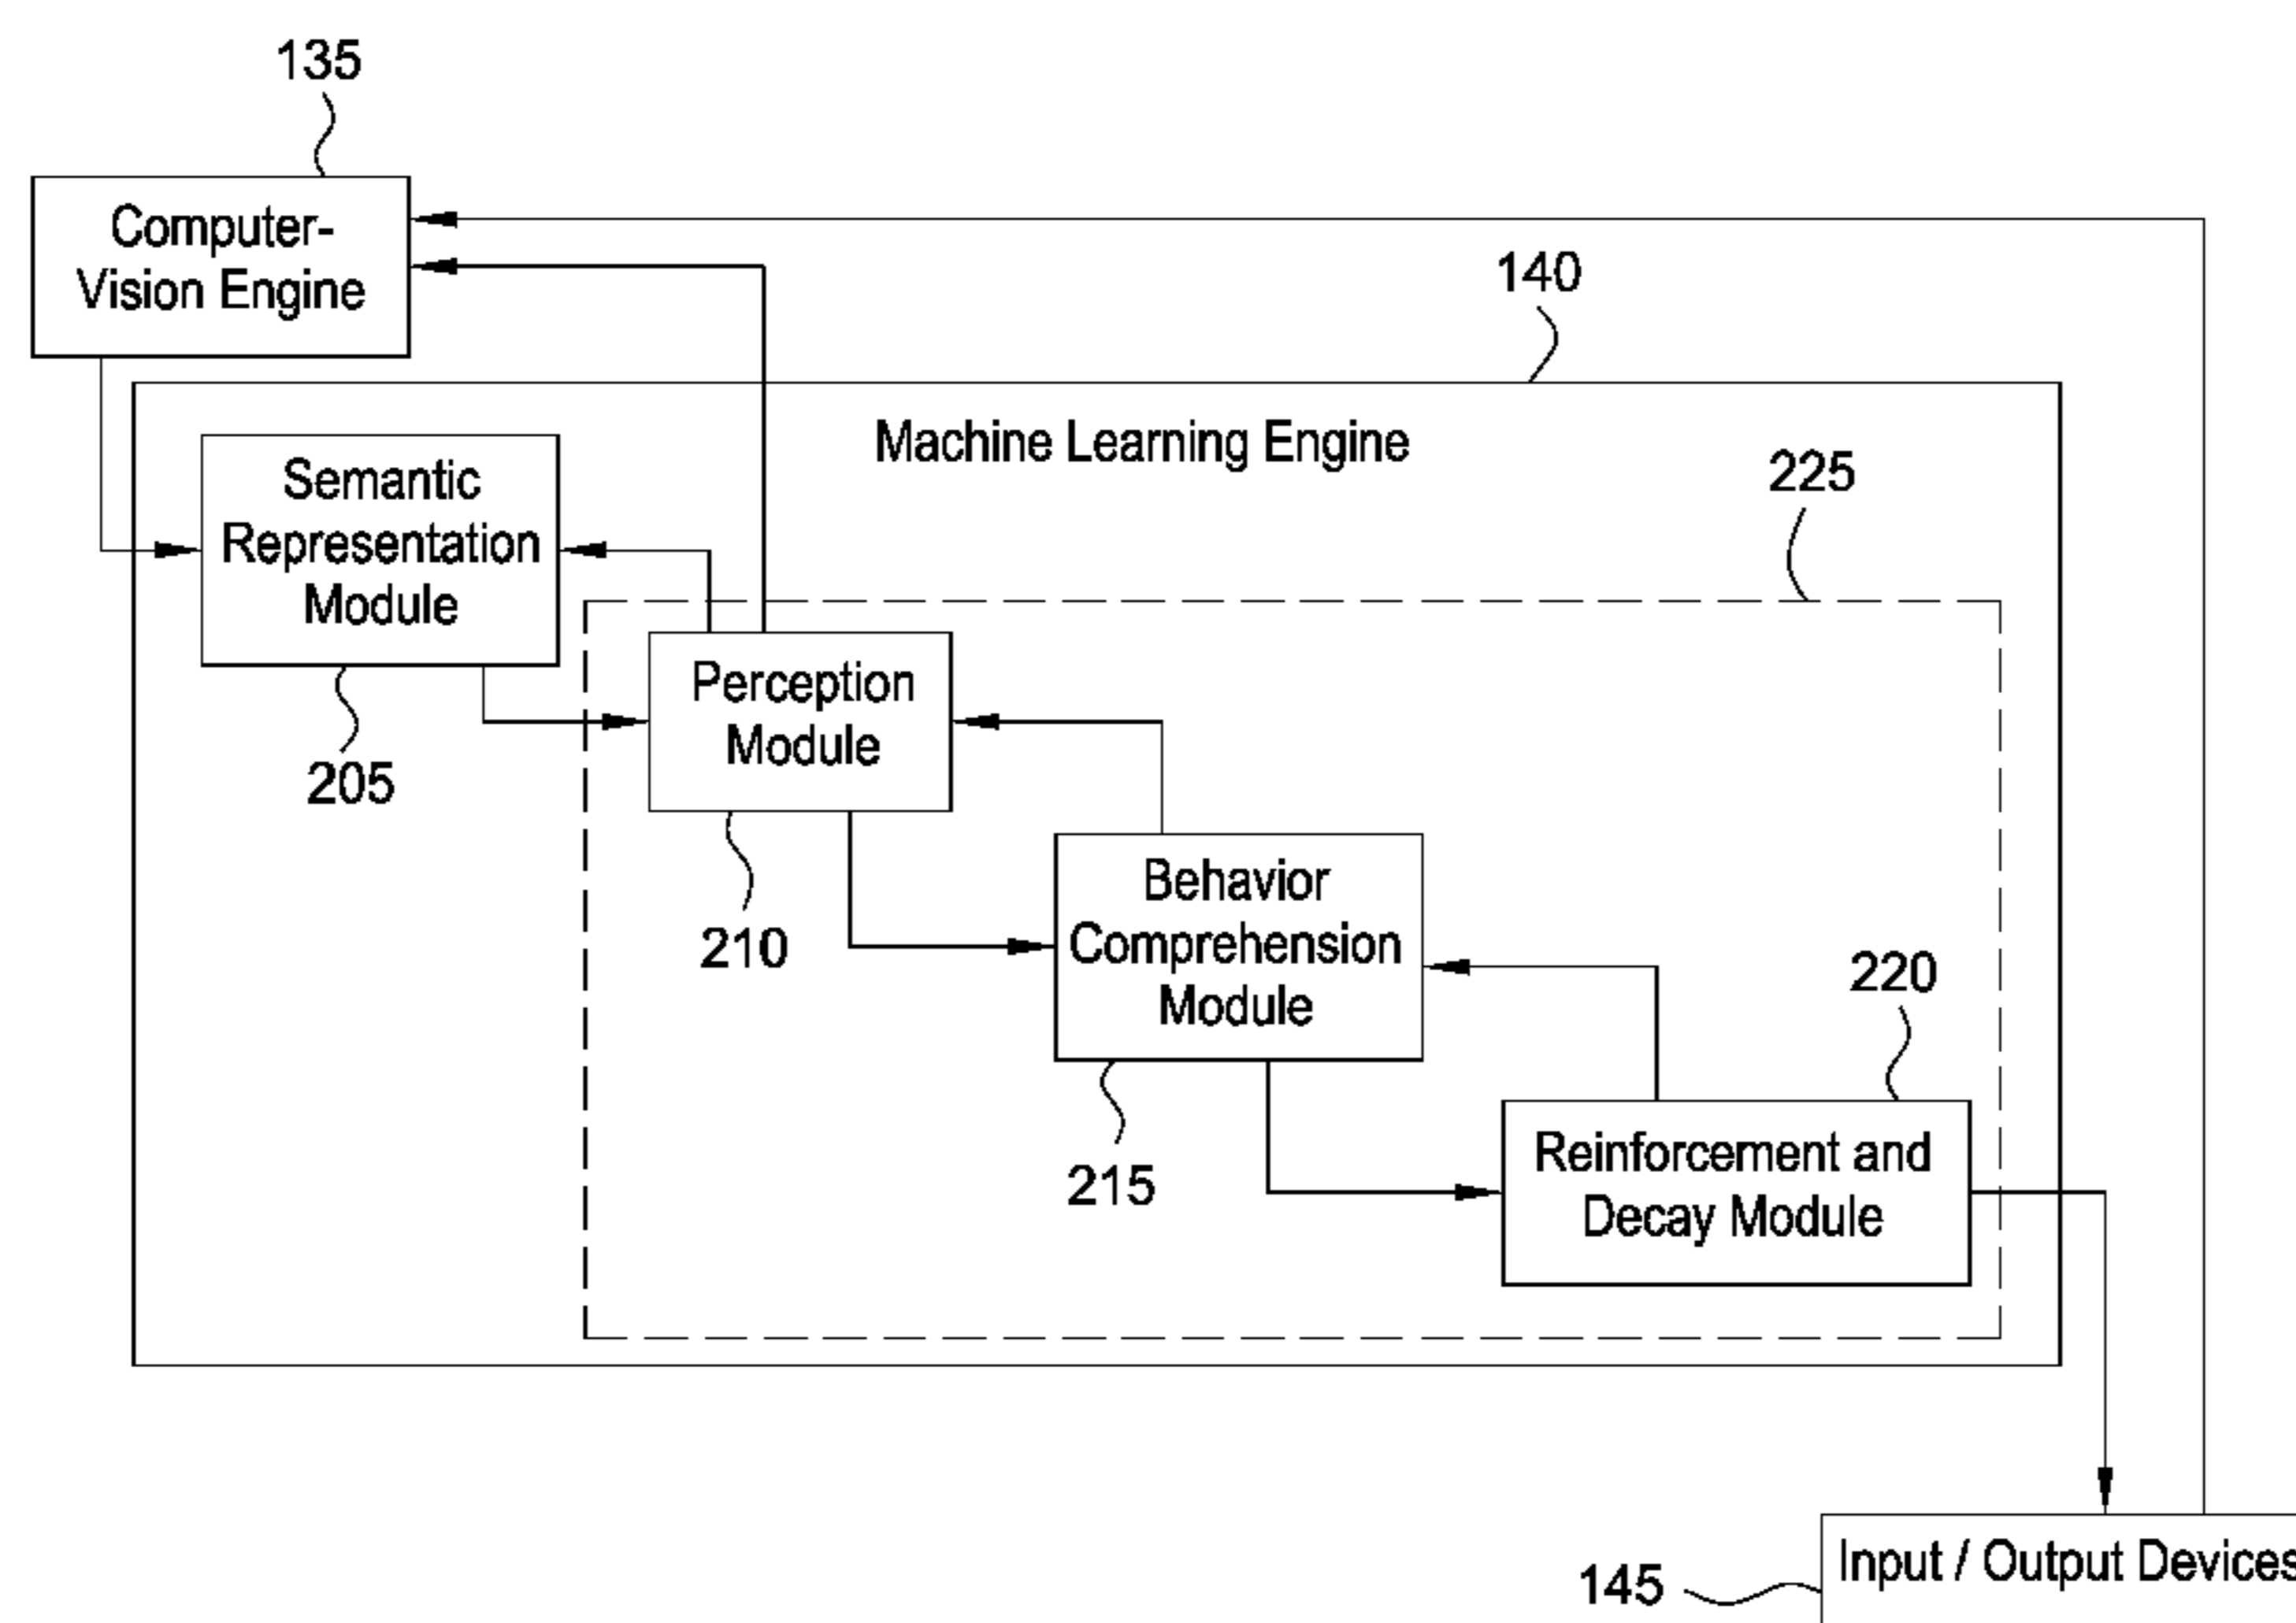 135
Computer-
Vision Engine
140
Machine Learning Engine
Semantic
Representation
Module
225
205
Perception
Module
210
Behavior
Comprehension
Module
220
215
Reinforcement and
Decay Module
Input / Output Devices
145